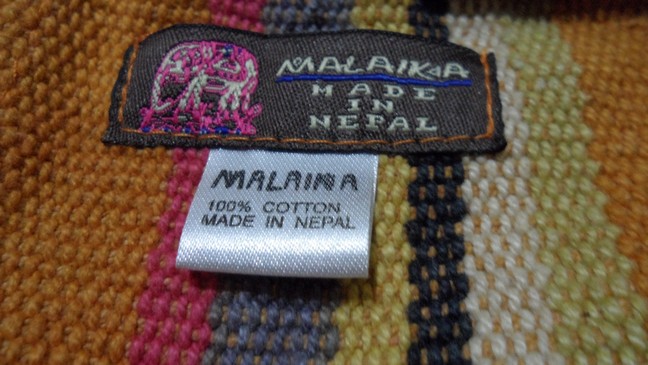 MALAIKA
MADE
IN
NEPAL
MALAIKA
100% COTTON
MADE IN NEPAL